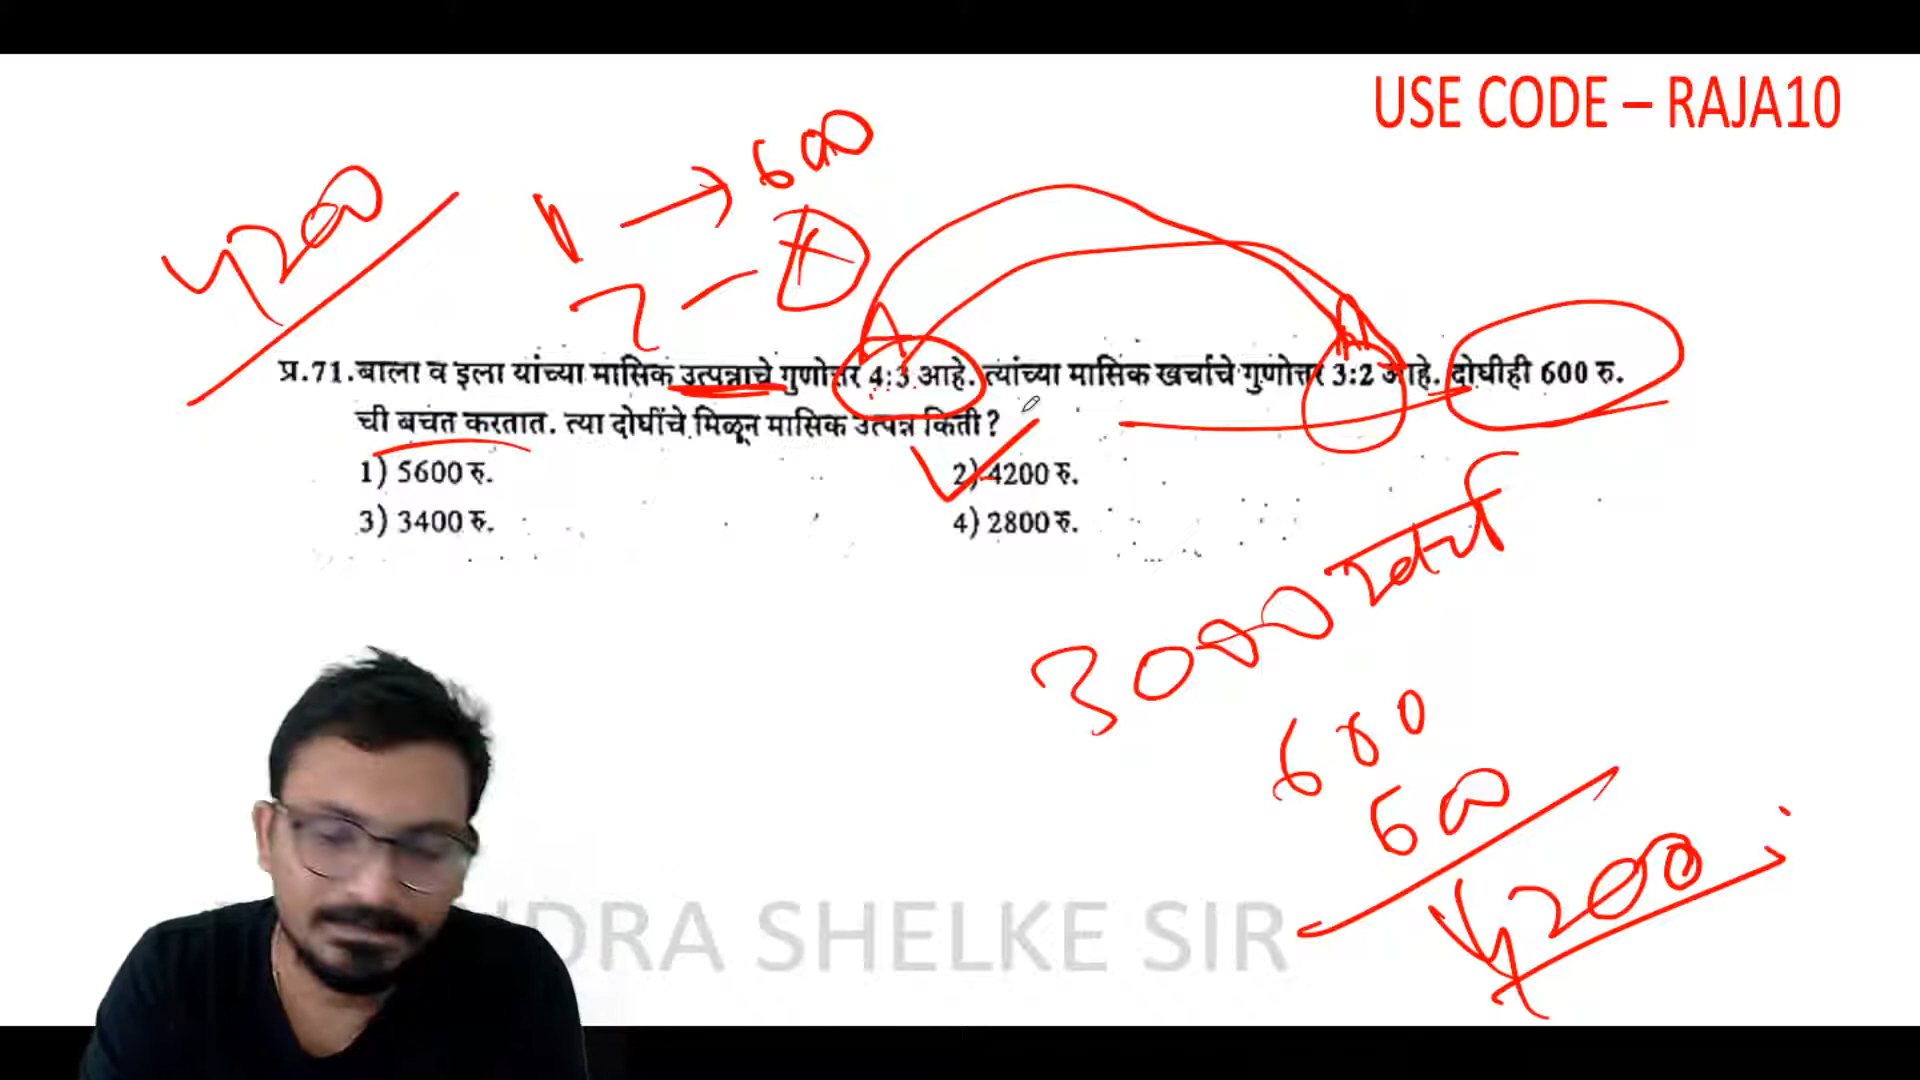 USE CODE – RAJA10
1 → 600
7 –
4200
प्र.71. बाला व इला यांच्या मासिक उत्पन्नाचे गुणोत्तर 4:3 आहे. त्यांच्या मासिक खर्चाचे गुणोत्तर 3:2 आहे. दोघीही 600 रु.
ची बचत करतात. त्या दोघींचे मिळून मासिक उत्पन्न किती ?
1) 5600 रु. 2) 4200 रु.
3) 3400 रु. 4) 2800 रु.
3000 खर्च
600
600
4200
DRA SHELKE SIR